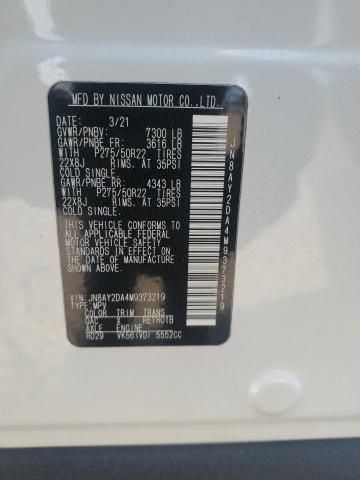 MFD BY NISSAN MOTOR CO.,LTD.
DATE: 3/21
GVWR/PNBV: 7300 LB
GAWR/PNBE FR: 3616 LB
WITH P275/50R22 TIRES
22X8J RIMS. AT 35PSI
COLD SINGLE.
GAWR/PNBE RR: 4343 LB
WITH P275/50R22 TIRES
22X8J RIMS. AT 35PSI
COLD SINGLE.
THIS VEHICLE CONFORMS TO
ALL APPLICABLE FEDERAL
MOTOR VEHICLE SAFETY
STANDARDS IN EFFECT ON
THE DATE OF MANUFACTURE
SHOWN ABOVE.
VIN: JN8AY2DA4M9373219
TYPE: MPV
COLOR TRIM TRANS
QAC X RE7R01B
AXLE ENGINE
RD29 VK56(VD) 5552CC
JN8AY2DA4M9373219